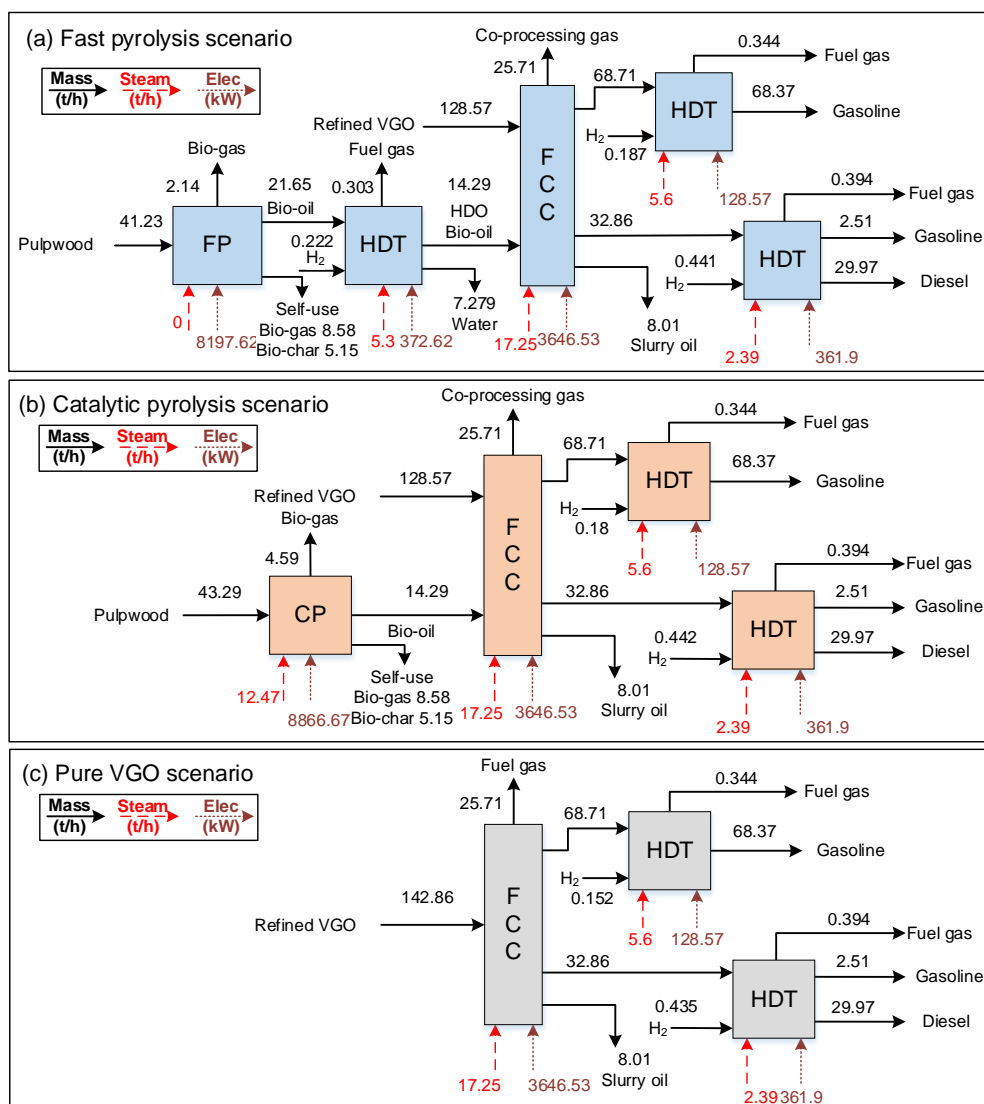 (a) Fast pyrolysis scenario
Mass
(t/h)
Steam
(t/h)
Elec
(kW)
Co-processing gas
25.71
0.344
Fuel gas
68.71
68.37
Gasoline
HDT
H2
0.187
5.6
128.57
Refined VGO
128.57
FCC
Bio-gas
2.14
21.65
Bio-oil
Fuel gas
0.303
14.29
HDO
Bio-oil
Pulpwood
41.23
FP
0.222
H2
HDT
Self-use
Bio-gas 8.58
Bio-char 5.15
0
8197.62
5.3
372.62
7.279
Water
17.25
3646.53
32.86
8.01
Slurry oil
0.394
Fuel gas
2.51
Gasoline
29.97
Diesel
HDT
0.441
H2
2.39
361.9
(b) Catalytic pyrolysis scenario
Mass
(t/h)
Steam
(t/h)
Elec
(kW)
Co-processing gas
25.71
0.344
Fuel gas
68.71
68.37
Gasoline
HDT
H2
0.18
5.6
128.57
128.57
Refined VGO
FCC
Bio-gas
4.59
Pulpwood
43.29
CP
14.29
Bio-oil
Self-use
Bio-gas 8.58
Bio-char 5.15
12.47
8866.67
17.25
3646.53
32.86
8.01
Slurry oil
0.394
Fuel gas
2.51
Gasoline
29.97
Diesel
HDT
0.442
H2
2.39
361.9
(c) Pure VGO scenario
Mass
(t/h)
Steam
(t/h)
Elec
(kW)
Fuel gas
25.71
0.344
Fuel gas
68.71
68.37
Gasoline
HDT
H2
0.152
5.6
128.57
142.86
Refined VGO
FCC
17.25
3646.53
32.86
8.01
Slurry oil
0.394
Fuel gas
2.51
Gasoline
29.97
Diesel
HDT
0.435
H2
2.39
361.9